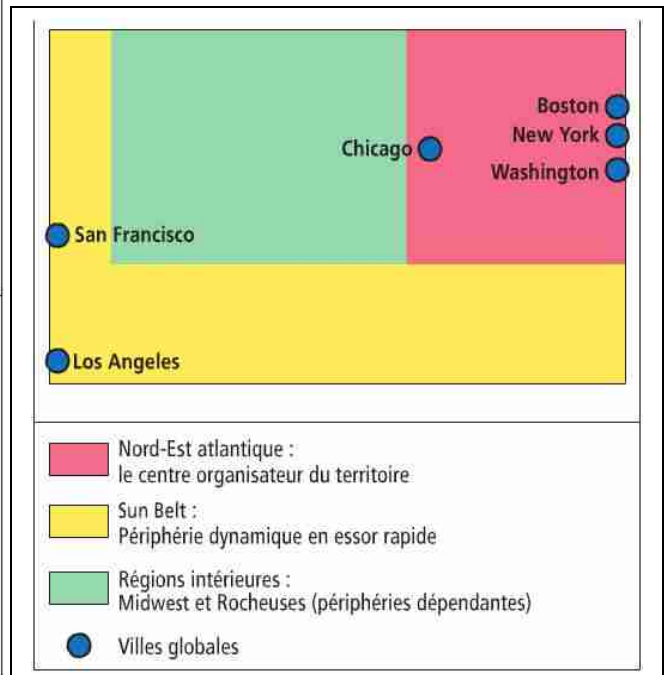 Boston
New York
Chicago
Washington
San Francisco
Los Angeles
Nord-Est atlantique :
le centre organisateur du territoire
Sun Belt :
Périphérie dynamique en essor rapide
Régions intérieures :
Midwest et Rocheuses (périphéries dépendantes)
Villes globales